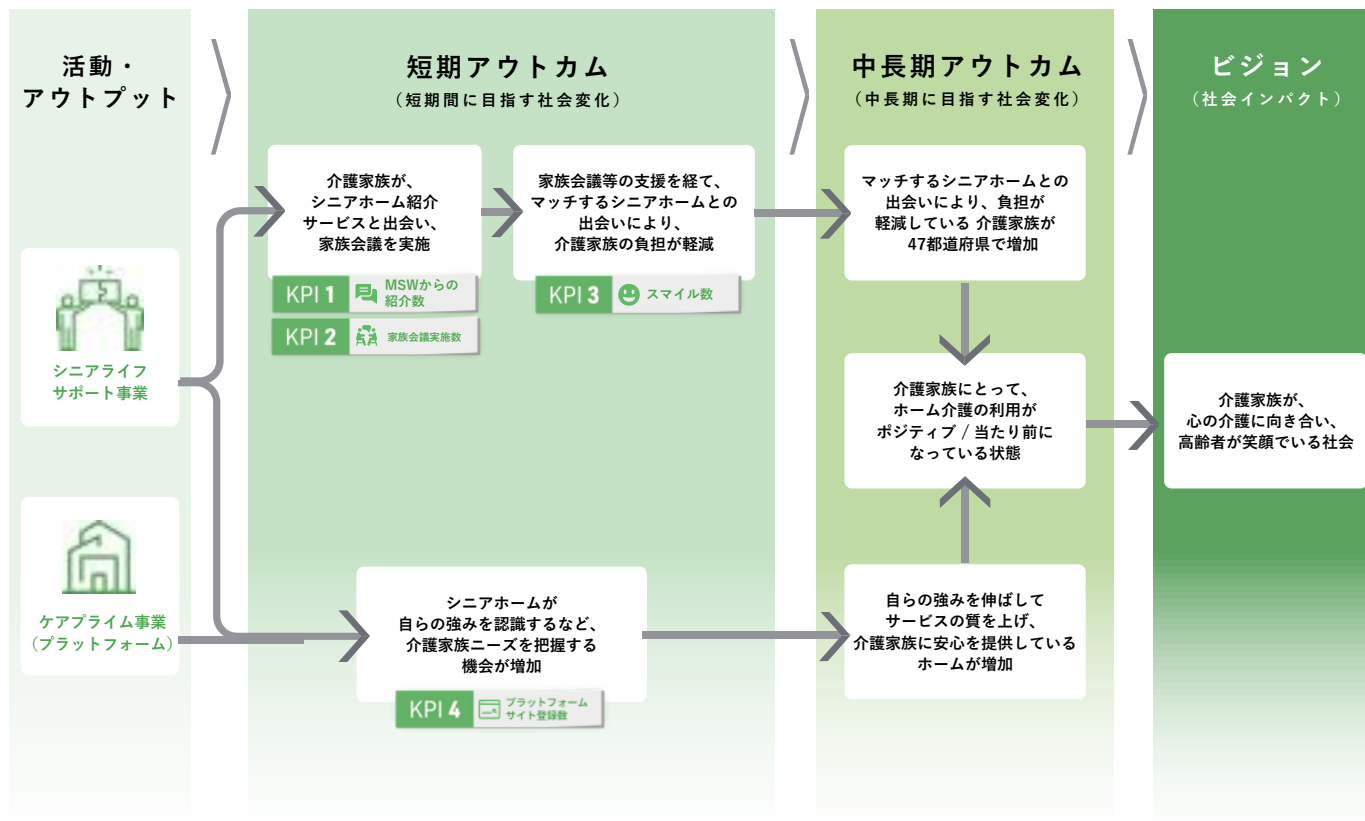 活動・
アウトプット
短期アウトカム
（短期間に目指す社会変化）
中長期アウトカム
（中長期に目指す社会変化）
ビジョン
（社会インパクト）
シニアライフ
サポート事業
ケアプライム事業
（プラットフォーム）
介護家族が、
シニアホーム紹介
サービスと出会い、
家族会議を実施
KPI 1
MSWからの
紹介数
KPI 2
家族会議実施数
家族会議等の支援を経て、
マッチするシニアホームとの
出会いにより、
介護家族の負担が軽減
KPI 3
スマイル数
シニアホームが
自らの強みを認識するなど、
介護家族ニーズを把握する
機会が増加
KPI 4
プラットフォーム
サイト登録数
マッチするシニアホームとの
出会いにより、負担が
軽減している 介護家族が
47都道府県で増加
介護家族にとって、
ホーム介護の利用が
ポジティブ / 当たり前に
なっている状態
自らの強みを伸ばして
サービスの質を上げ、
介護家族に安心を提供している
ホームが増加
介護家族が、
心の介護に向き合い、
高齢者が笑顔でいる社会